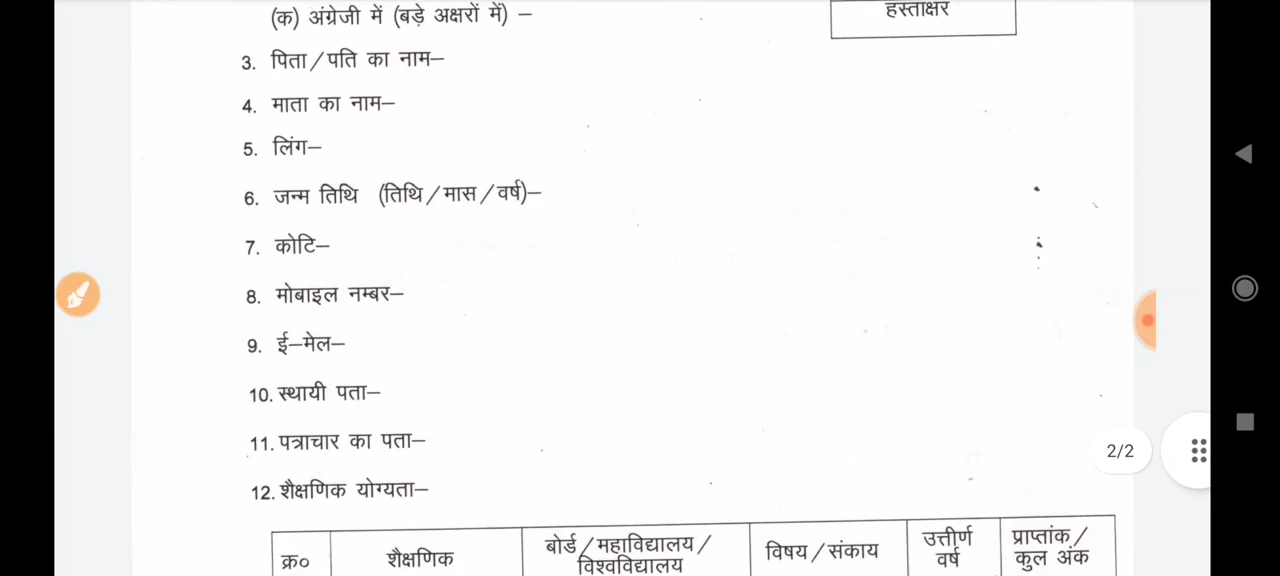 (क) अंग्रेजी में (बड़े अक्षरों में) –
हस्ताक्षर
3. पिता/पति का नाम–
4. माता का नाम–
5. लिंग–
6. जन्म तिथि (तिथि/मास/वर्ष)–
7. कोटि–
8. मोबाइल नम्बर–
9. ई–मेल–
10. स्थायी पता–
11. पत्राचार का पता–
2/2
12. शैक्षणिक योग्यता–
क्र० शैक्षणिक बोर्ड/महाविद्यालय/ विषय/संकाय उत्तीर्ण प्राप्तांक/
विश्वविद्यालय वर्ष कुल अंक